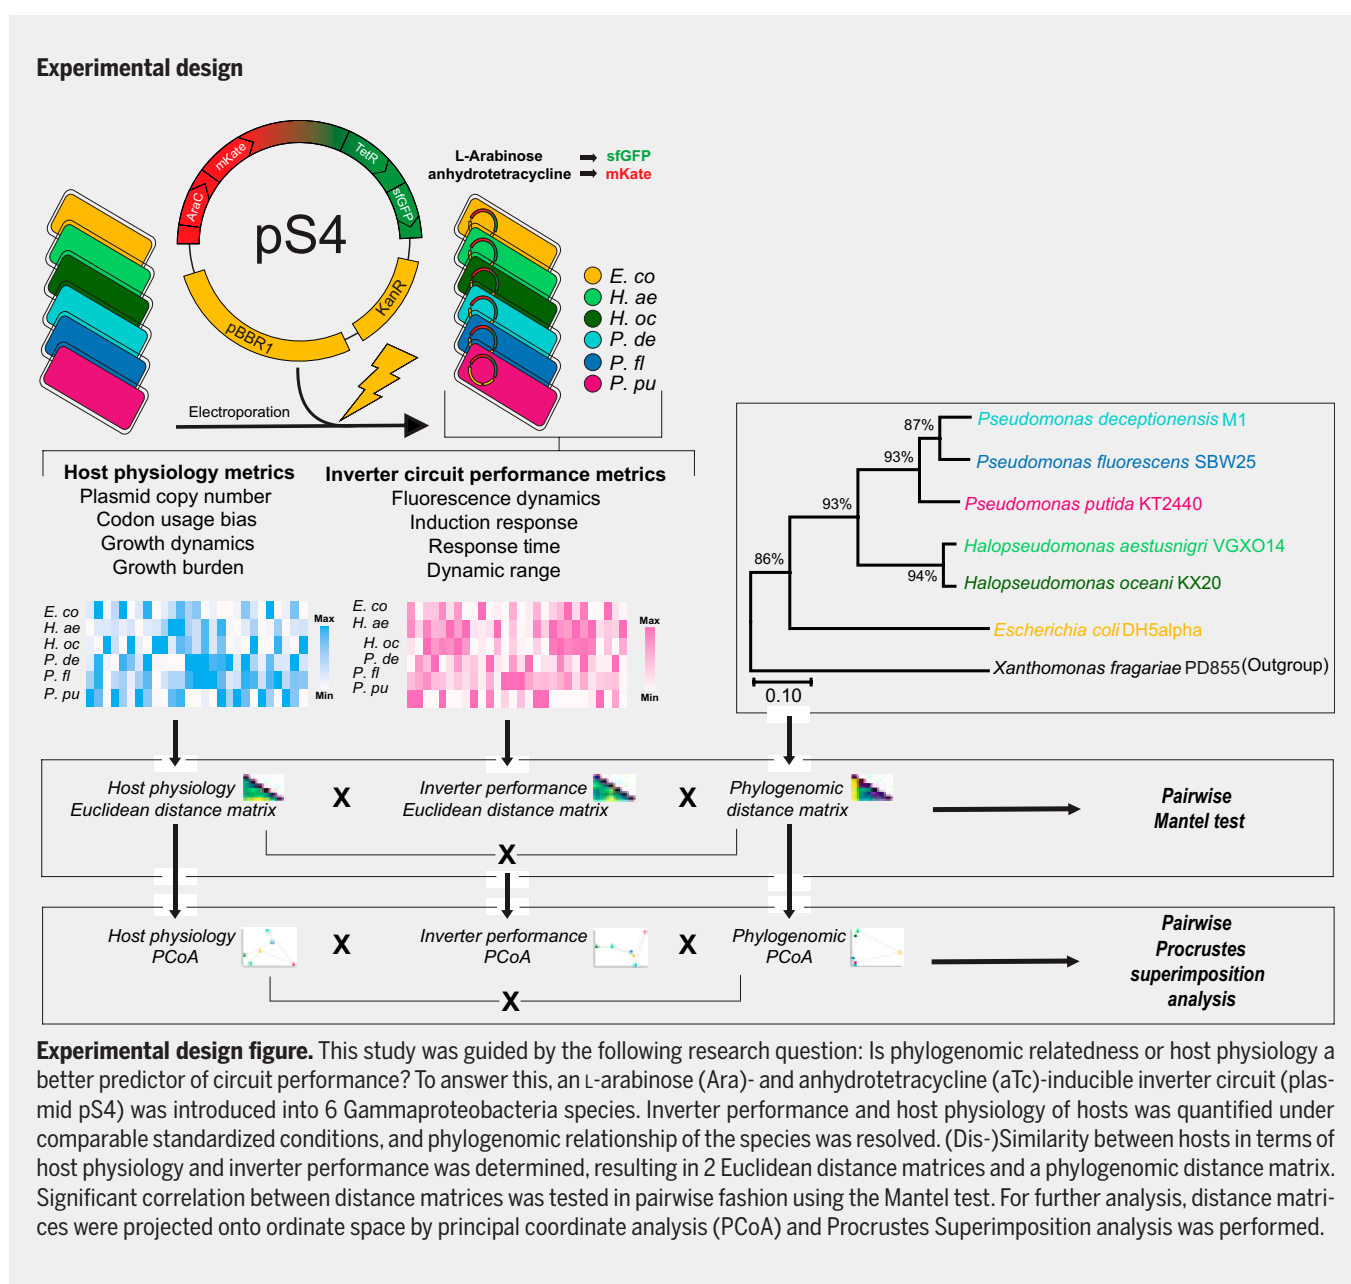 Experimental design
AraC
mKate
TetR
sfGFP
pS4
pBBR1
KanR
L-Arabinose → sfGFP
anhydrotetracycline → mKate
E. co
H. ae
H. oc
P. de
P. fl
P. pu
Electroporation
Host physiology metrics
Plasmid copy number
Codon usage bias
Growth dynamics
Growth burden
Inverter circuit performance metrics
Fluorescence dynamics
Induction response
Response time
Dynamic range
E. co
H. ae
H. oc
P. de
P. fl
P. pu
Max
Min
E. co
H. ae
H. oc
P. de
P. fl
P. pu
Max
Min
87%
93%
93%
94%
86%
Pseudomonas deceptionensis M1
Pseudomonas fluorescens SBW25
Pseudomonas putida KT2440
Halopseudomonas aestusnigri VGXO14
Halopseudomonas oceani KX20
Escherichia coli DH5alpha
Xanthomonas fragariae PD855 (Outgroup)
0.10
Host physiology
Euclidean distance matrix
X
Inverter performance
Euclidean distance matrix
X
Phylogenomic
distance matrix
Pairwise
Mantel test
X
Host physiology
PCoA
X
Inverter performance
PCoA
X
Phylogenomic
PCoA
Pairwise
Procrustes
superimposition
analysis
X
Experimental design figure. This study was guided by the following research question: Is phylogenomic relatedness or host physiology a
better predictor of circuit performance? To answer this, an L-arabinose (Ara)- and anhydrotetracycline (aTc)-inducible inverter circuit (plas-
mid pS4) was introduced into 6 Gammaproteobacteria species. Inverter performance and host physiology of hosts was quantified under
comparable standardized conditions, and phylogenomic relationship of the species was resolved. (Dis-)Similarity between hosts in terms of
host physiology and inverter performance was determined, resulting in 2 Euclidean distance matrices and a phylogenomic distance matrix.
Significant correlation between distance matrices was tested in pairwise fashion using the Mantel test. For further analysis, distance matri-
ces were projected onto ordinate space by principal coordinate analysis (PCoA) and Procrustes Superimposition analysis was performed.